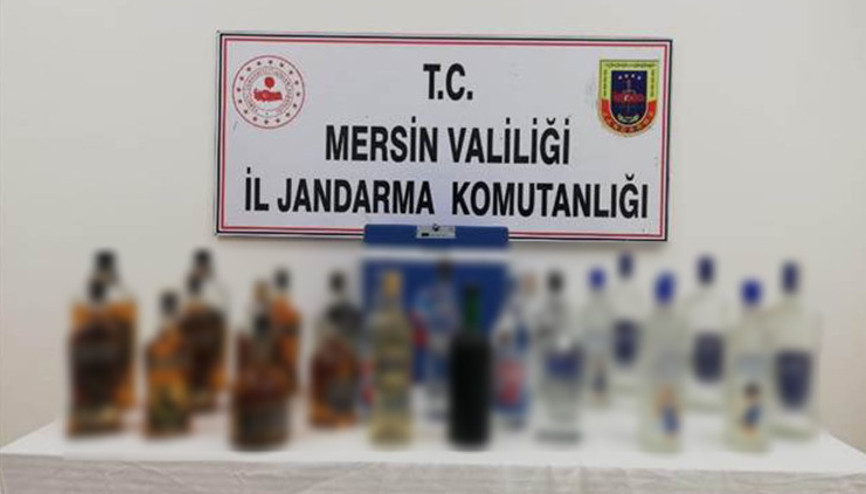 T.C.
MERSİN VALİLİĞİ
İL JANDARMA KOMUTANLIĞI